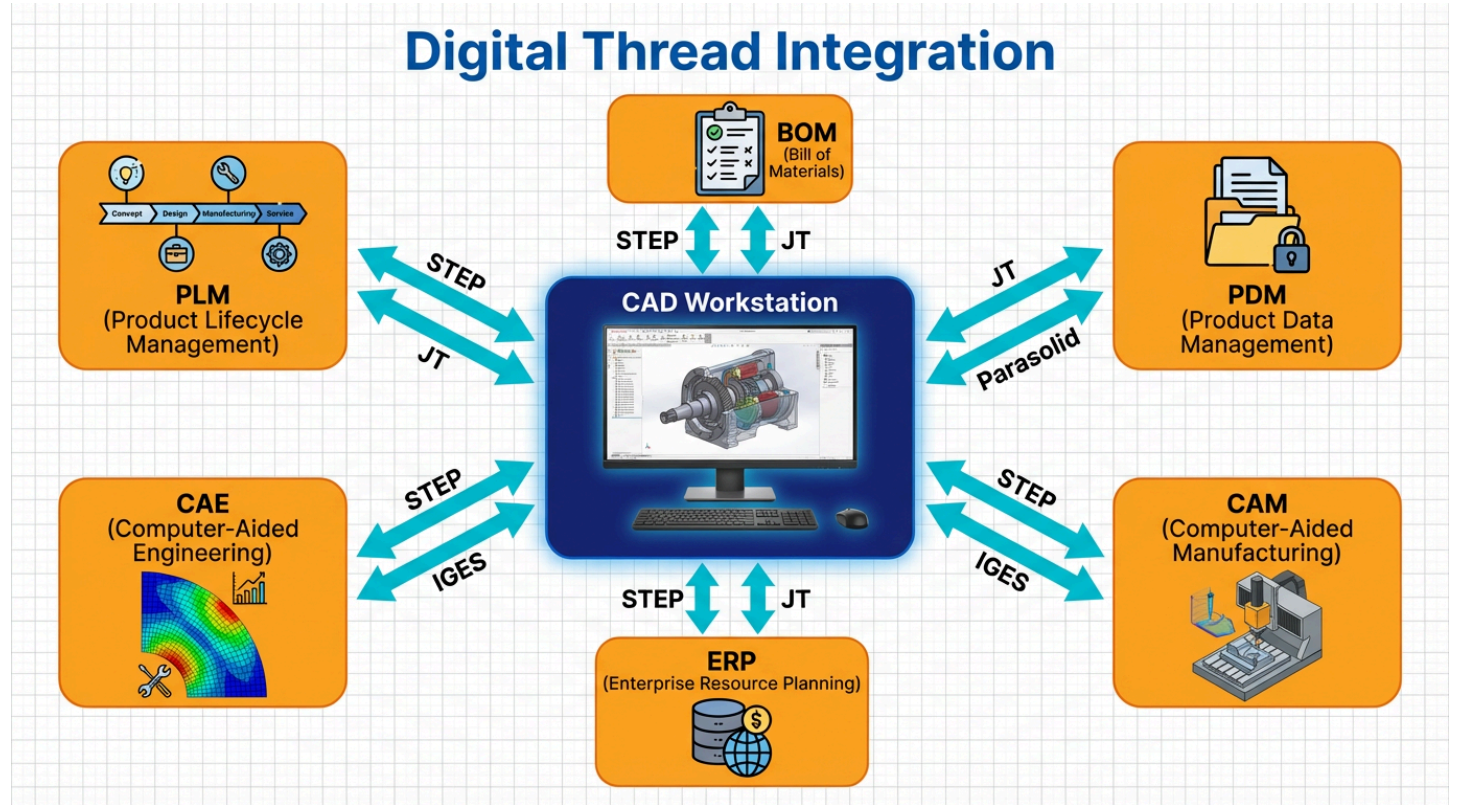 Digital Thread Integration
BOM
(Bill of
Materials)
Concept
Design
Manufacturing
Service
PLM
(Product Lifecycle
Management)
STEP
JT
STEP
JT
JT
Parasolid
PDM
(Product Data
Management)
CAD Workstation
CAE
(Computer-Aided
Engineering)
STEP
IGES
STEP
IGES
CAM
(Computer-Aided
Manufacturing)
STEP
JT
ERP
(Enterprise Resource Planning)
$